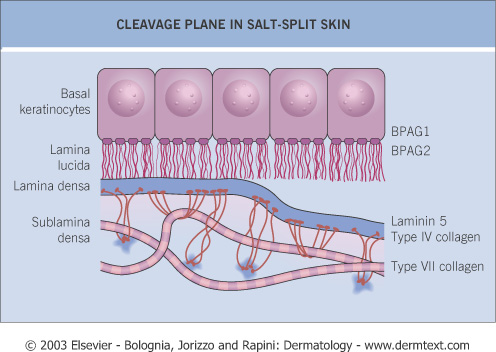 CLEAVAGE PLANE IN SALT-SPLIT SKIN
Basal
keratinocytes
BPAG1
Lamina
lucida
BPAG2
Lamina densa
Sublamina
densa
Laminin 5
Type IV collagen
Type VII collagen
© 2003 Elsevier - Bolognia, Jorizzo and Rapini: Dermatology - www.dermtext.com